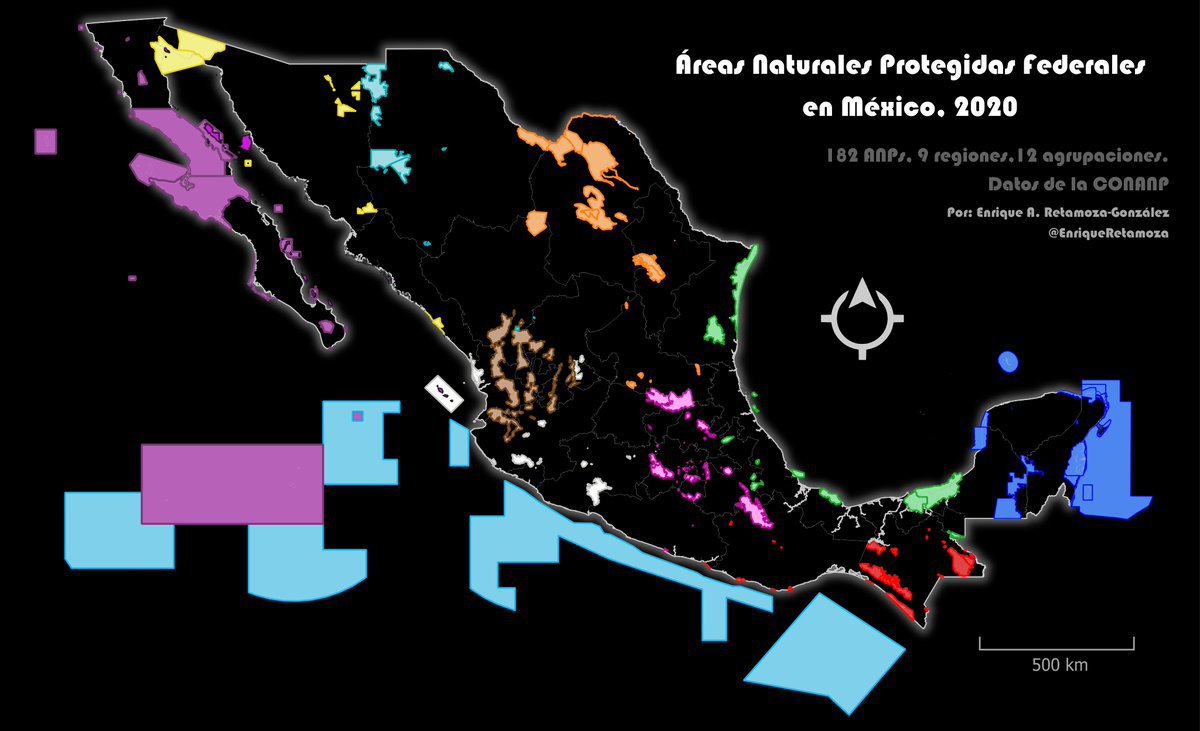 Áreas Naturales Protegidas Federales
en México, 2020
182 ANPs, 9 regiones,12 agrupaciones.
Datos de la CONANP
Por: Enrique A. Retamoza-González
@EnriqueRetamoza
500 km